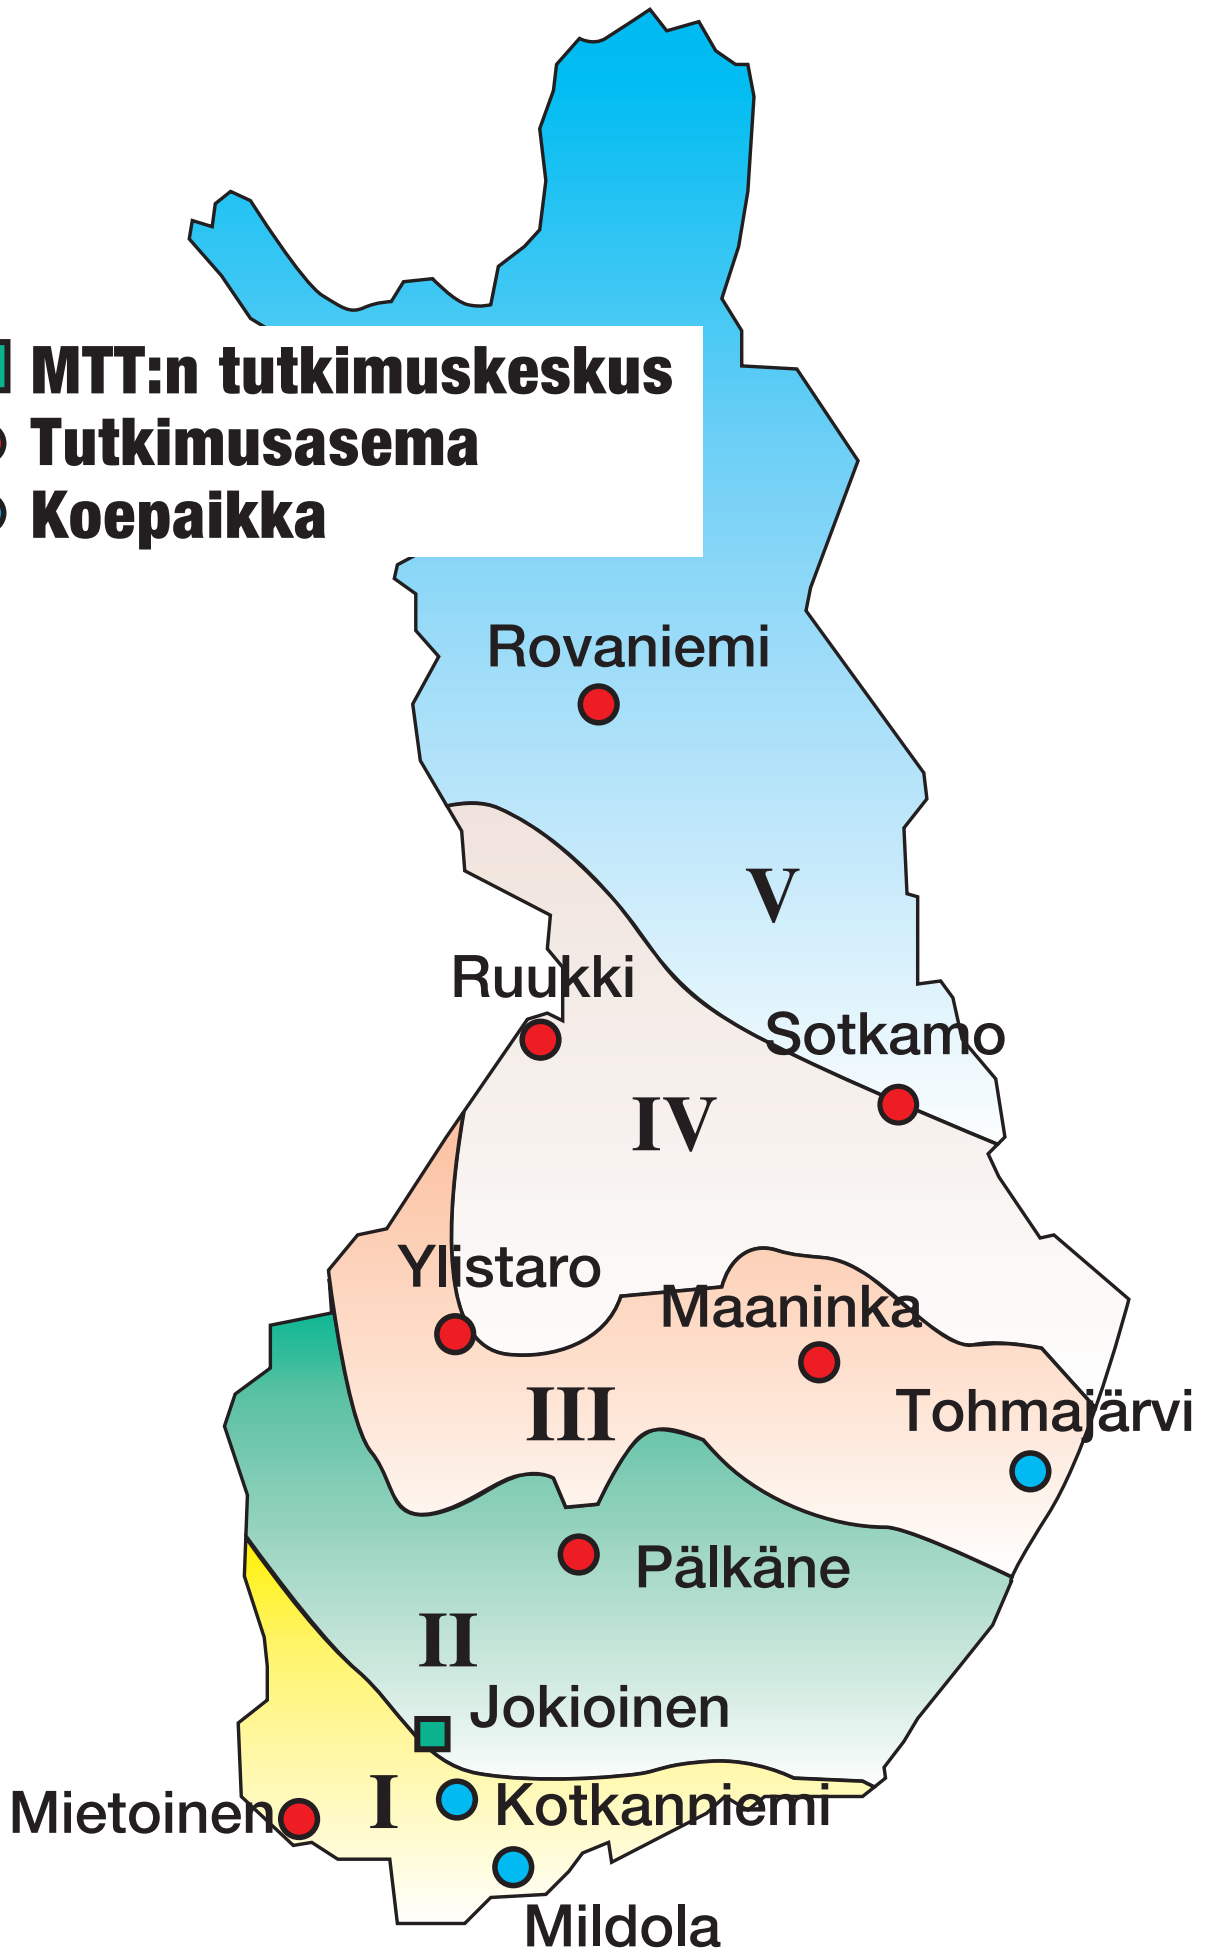 MTT:n tutkimuskeskus
Tutkimusasema
Koepaikka
Rovaniemi
V
Ruukki
Sotkamo
IV
Ylistaro
Maaninka
III
Tohmajärvi
Pälkäne
II
Jokioinen
I
Kotkanniemi
Mietoinen
Mildola